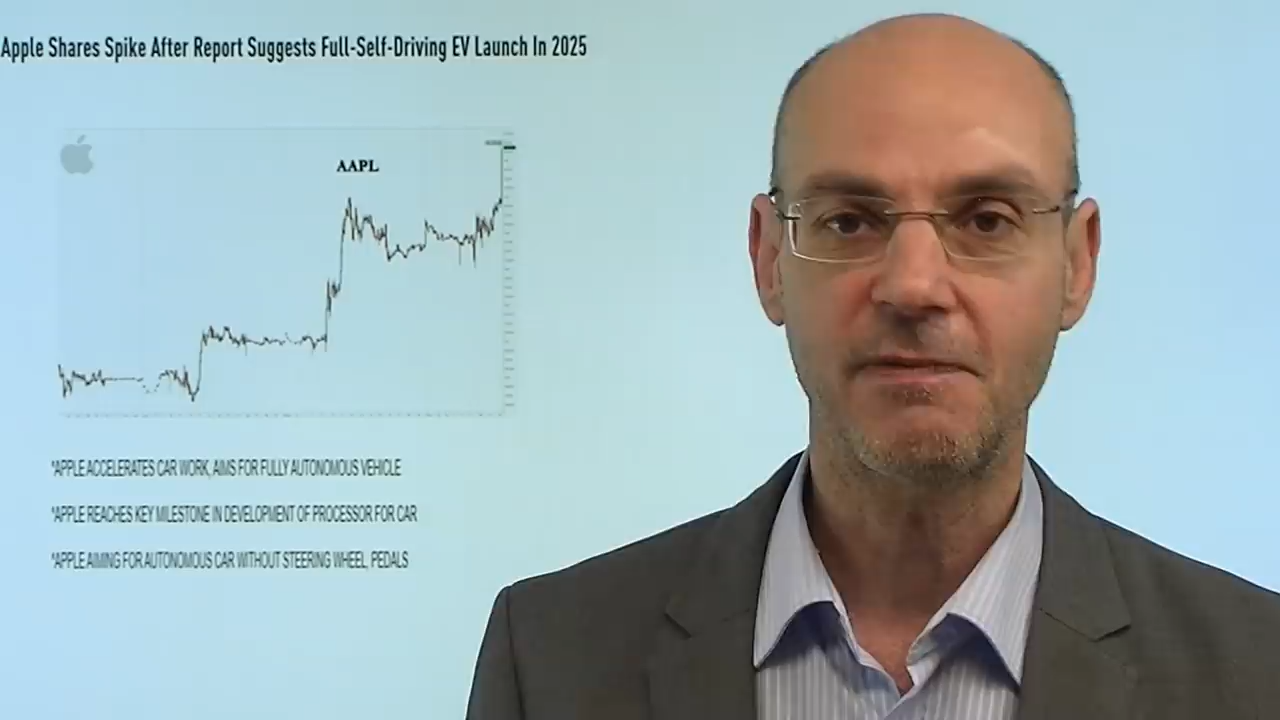 Apple Shares Spike After Report Suggests Full-Self-Driving EV Launch In 2025
AAPL
*APPLE ACCELERATES CAR WORK, AIMS FOR FULLY AUTONOMOUS VEHICLE
*APPLE REACHES KEY MILESTONE IN DEVELOPMENT OF PROCESSOR FOR CAR
*APPLE AIMING FOR AUTONOMOUS CAR WITHOUT STEERING WHEEL, PEDALS